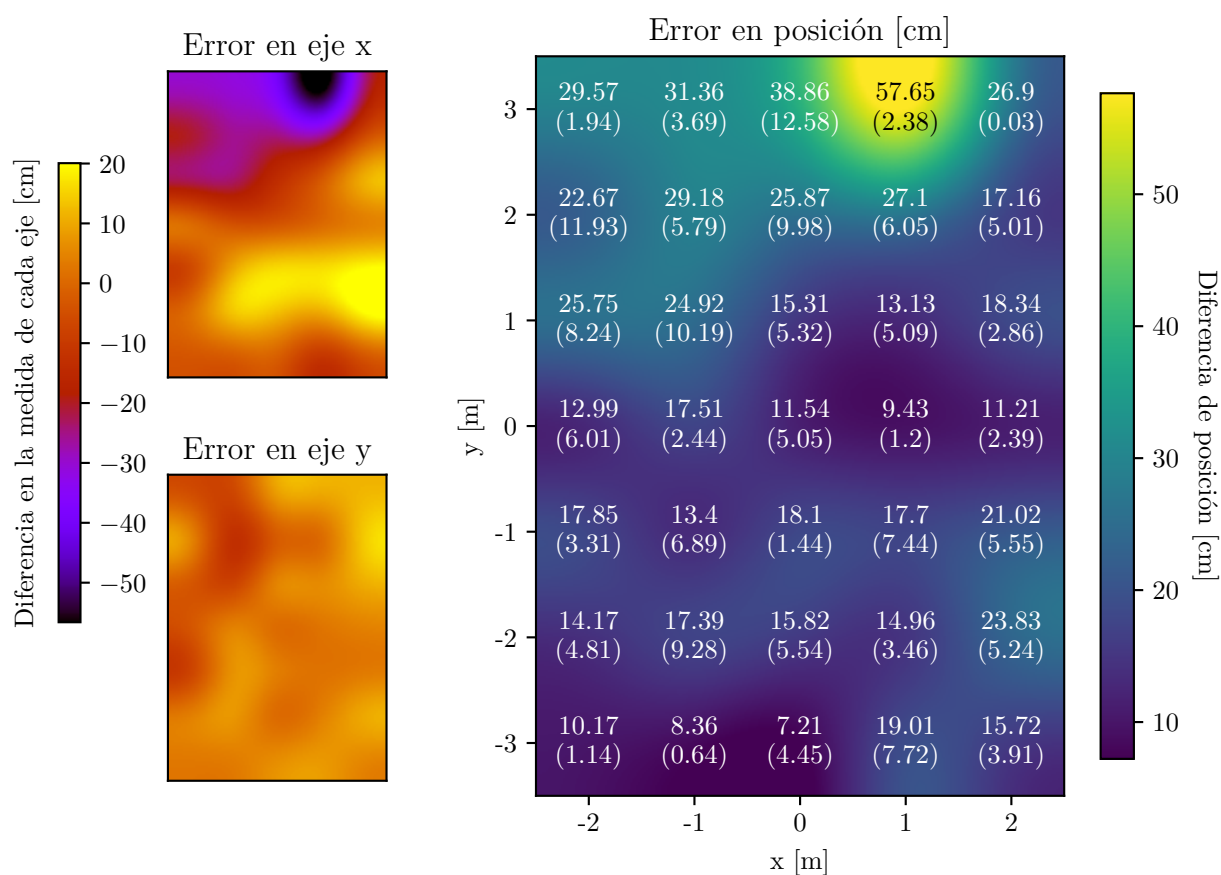 Error en eje x
Diferencia en la medida de cada eje [cm]
20
10
0
−10
−20
−30
−40
−50
Error en eje y
Error en posición [cm]
y [m]
3
2
1
0
-1
-2
-3
29.57 31.36 38.86 57.65 26.9
(1.94) (3.69) (12.58) (2.38) (0.03)
22.67 29.18 25.87 27.1 17.16
(11.93) (5.79) (9.98) (6.05) (5.01)
25.75 24.92 15.31 13.13 18.34
(8.24) (10.19) (5.32) (5.09) (2.86)
12.99 17.51 11.54 9.43 11.21
(6.01) (2.44) (5.05) (1.2) (2.39)
17.85 13.4 18.1 17.7 21.02
(3.31) (6.89) (1.44) (7.44) (5.55)
14.17 17.39 15.82 14.96 23.83
(4.81) (9.28) (5.54) (3.46) (5.24)
10.17 8.36 7.21 19.01 15.72
(1.14) (0.64) (4.45) (7.72) (3.91)
-2 -1 0 1 2
x [m]
50
40
30
20
10
Diferencia de posición [cm]